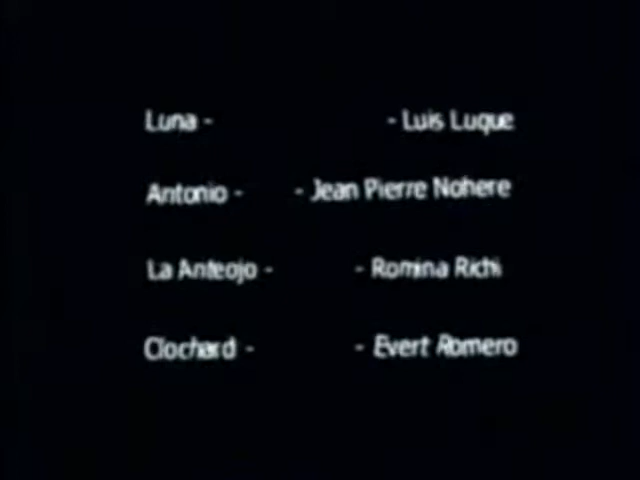 Luna - - Luis Luque
Antonio - - Jean Pierre Nohere
La Anteojo - - Romina Richi
Clochard - - Evert Romero